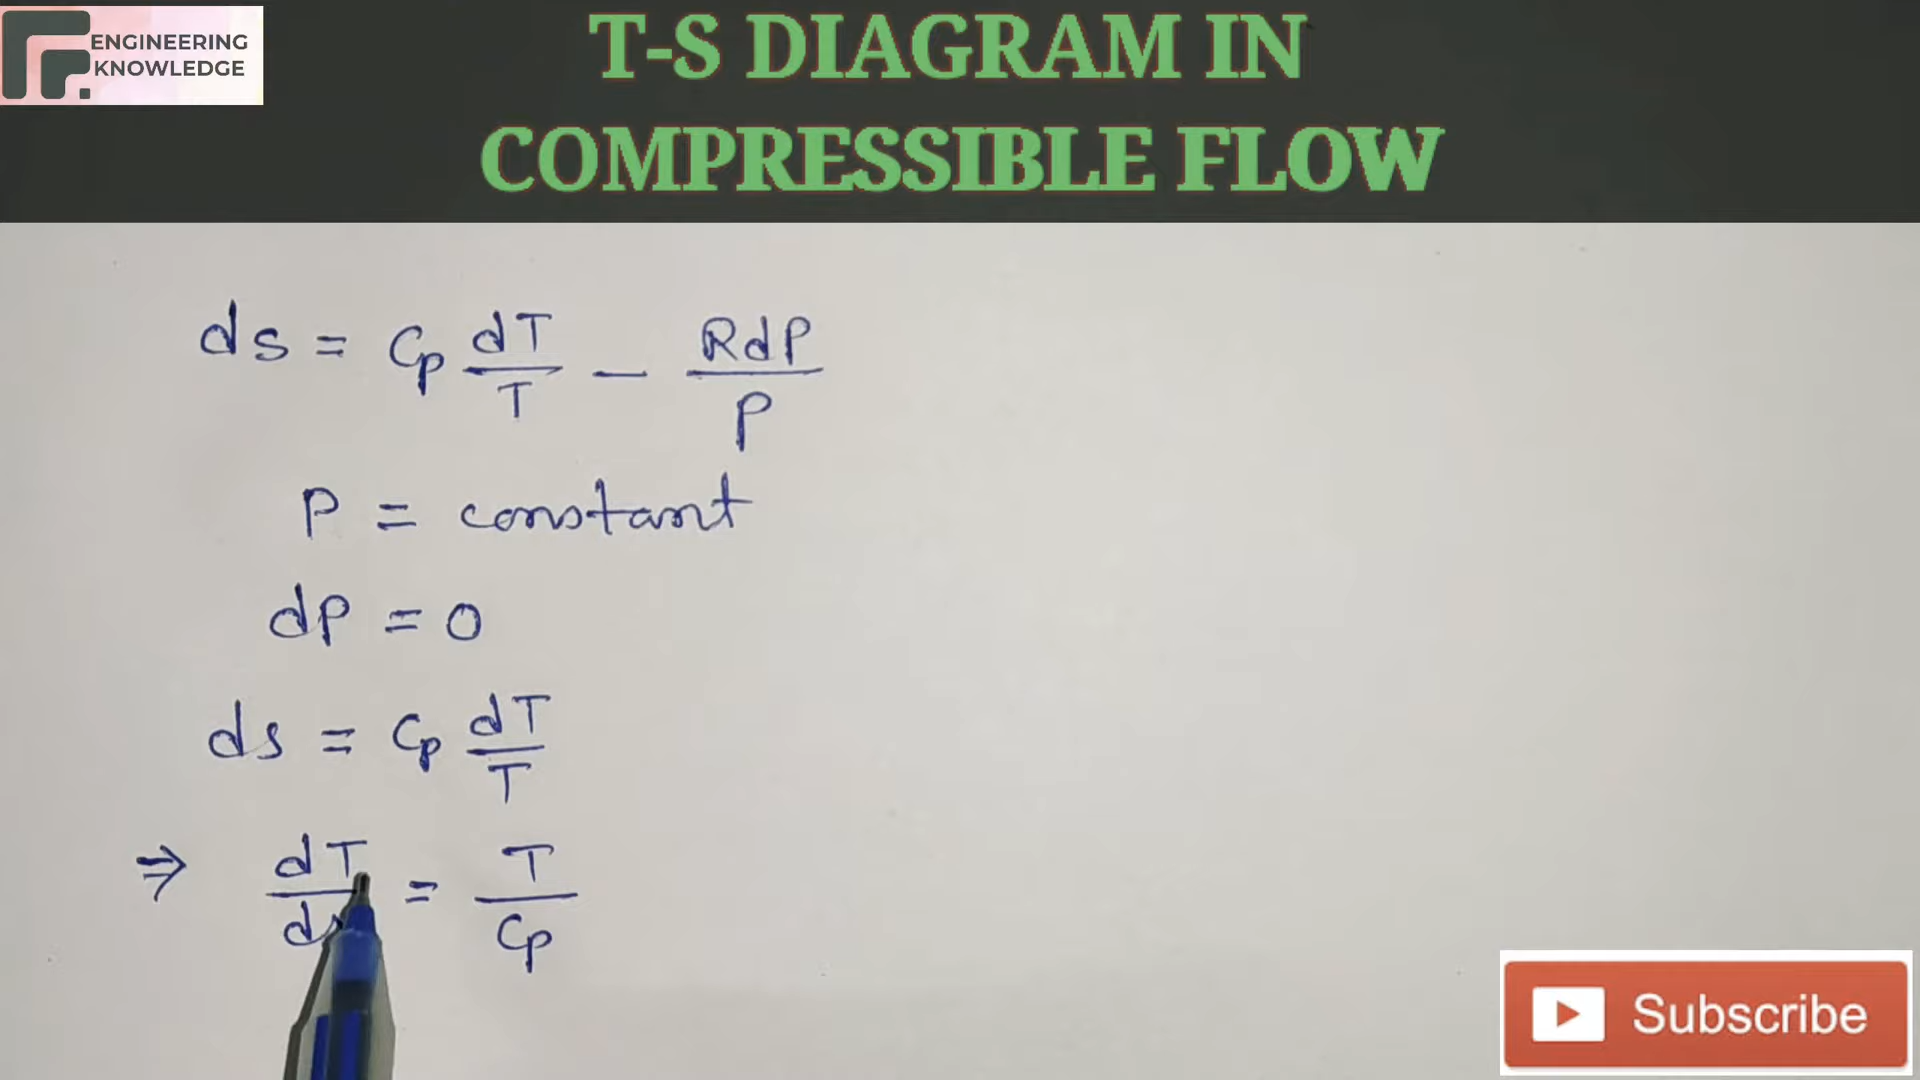 ENGINEERING
KNOWLEDGE
T-S DIAGRAM IN
COMPRESSIBLE FLOW
ds = Cp dT/T - RdP/P
P = constant
dP = 0
ds = Cp dT/T
⇒ dT/ds = T/Cp
Subscribe